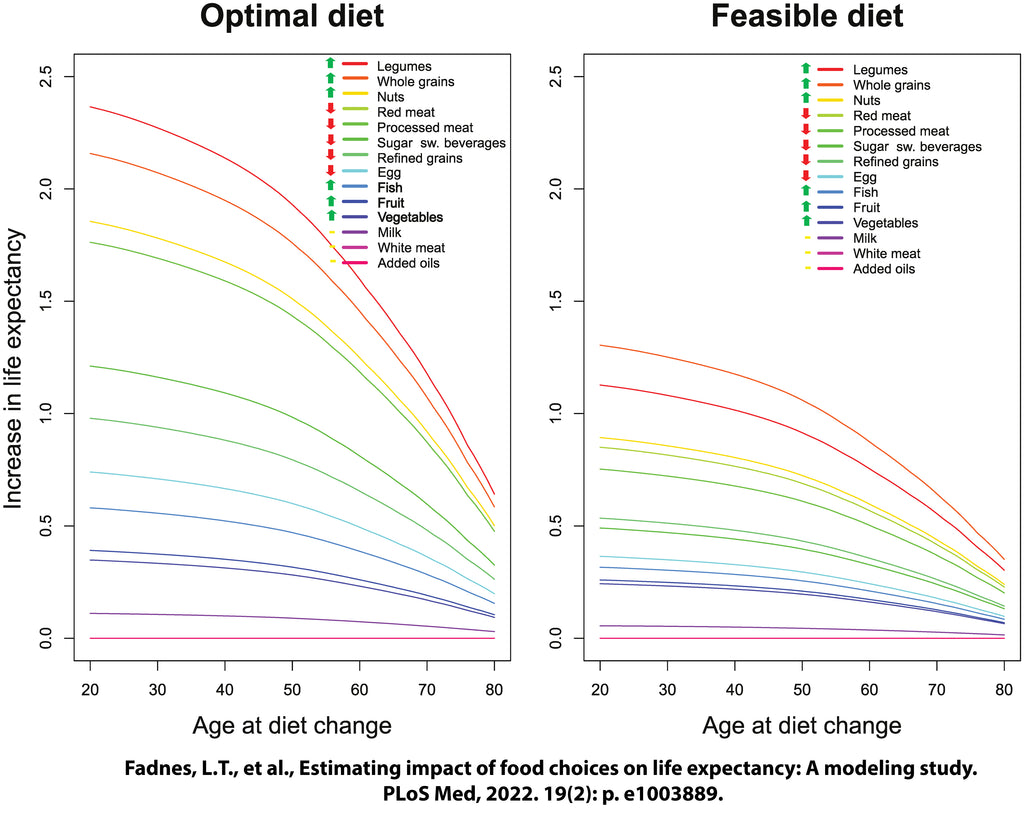 Optimal diet
Increase in life expectancy
2.5
2.0
1.5
1.0
0.5
0.0
Legumes
Whole grains
Nuts
Red meat
Processed meat
Sugar sw. beverages
Refined grains
Egg
Fish
Fruit
Vegetables
Milk
White meat
Added oils
20 30 40 50 60 70 80
Age at diet change
Feasible diet
2.5
2.0
1.5
1.0
0.5
0.0
Legumes
Whole grains
Nuts
Red meat
Processed meat
Sugar sw. beverages
Refined grains
Egg
Fish
Fruit
Vegetables
Milk
White meat
Added oils
20 30 40 50 60 70 80
Age at diet change
Fadnes, L.T., et al., Estimating impact of food choices on life expectancy: A modeling study.
PLoS Med, 2022. 19(2): p. e1003889.